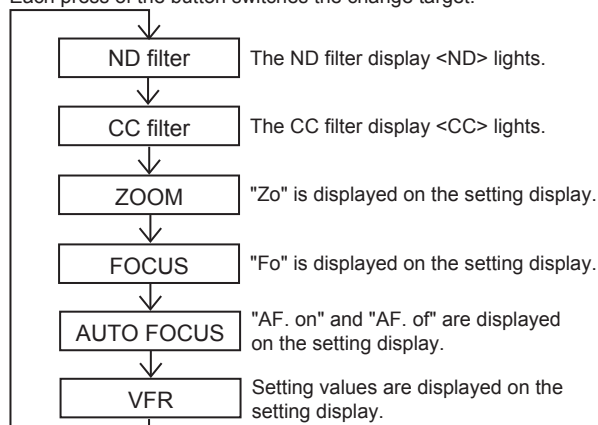 Each press of the button switches the change target.
ND filter
The ND filter display <ND> lights.
CC filter
The CC filter display <CC> lights.
ZOOM
"Zo" is displayed on the setting display.
FOCUS
"Fo" is displayed on the setting display.
AUTO FOCUS
"AF. on" and "AF. of" are displayed
on the setting display.
VFR
Setting values are displayed on the
setting display.